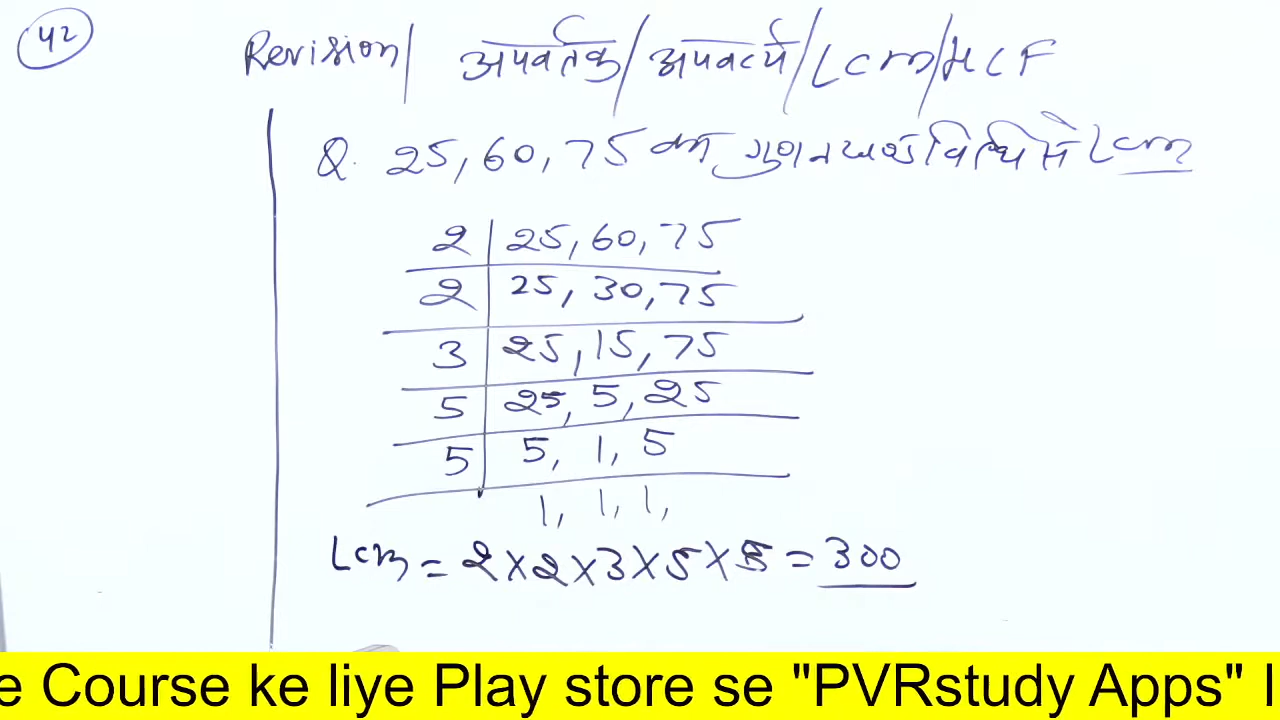 42
Revision/ अपवर्तक/अपवर्त्य/Lcm/HCF
Q. 25,60,75 का गुणनखण्ड विधि से Lcm
2 | 25, 60, 75
2 | 25, 30, 75
3 | 25, 15, 75
5 | 25, 5, 25
5 | 5, 1, 5
1, 1, 1,
Lcm = 2×2×3×5×5 = 300
e Course ke liye Play store se "PVRstudy Apps" I